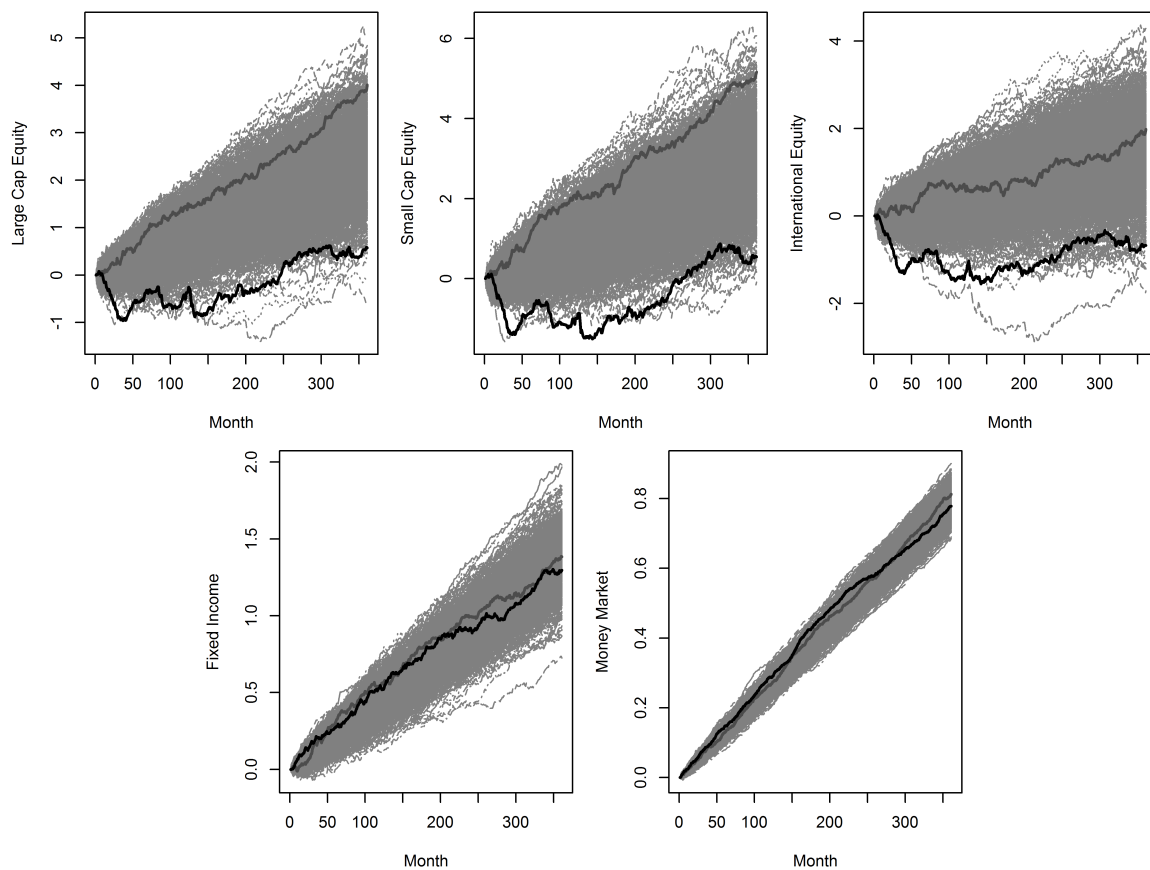 Large Cap Equity
5
4
3
2
1
0
-1
0 50 100 200 300
Month
Small Cap Equity
6
4
2
0
0 50 100 200 300
Month
International Equity
4
2
0
-2
0 50 100 200 300
Month
Fixed Income
2.0
1.5
1.0
0.5
0.0
0 50 100 200 300
Month
Money Market
0.8
0.6
0.4
0.2
0.0
0 50 100 200 300
Month